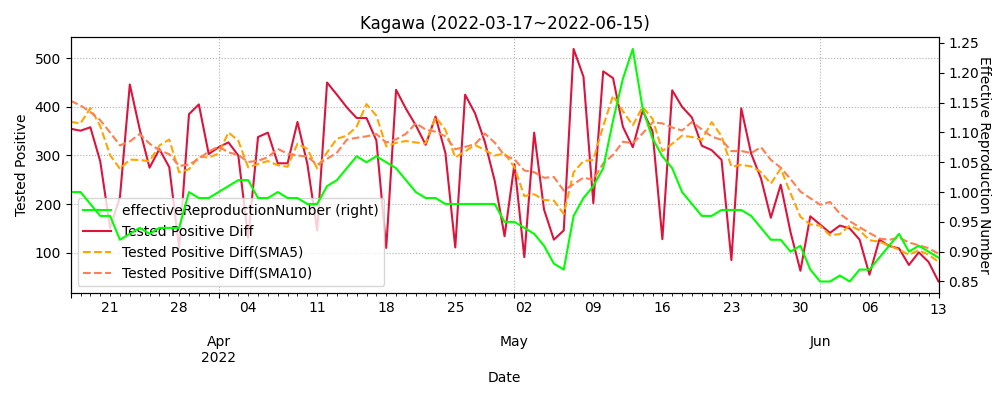 Kagawa (2022-03-17~2022-06-15)
Tested Positive
500
400
300
200
100
1.25
1.20
1.15
1.10
1.05
1.00
0.95
0.90
0.85
Effective Reproduction Number
effectiveReproductionNumber (right)
Tested Positive Diff
Tested Positive Diff(SMA5)
Tested Positive Diff(SMA10)
21 28 04 11 18 25 02 09 16 23 30 06 13
Apr May Jun
2022
Date